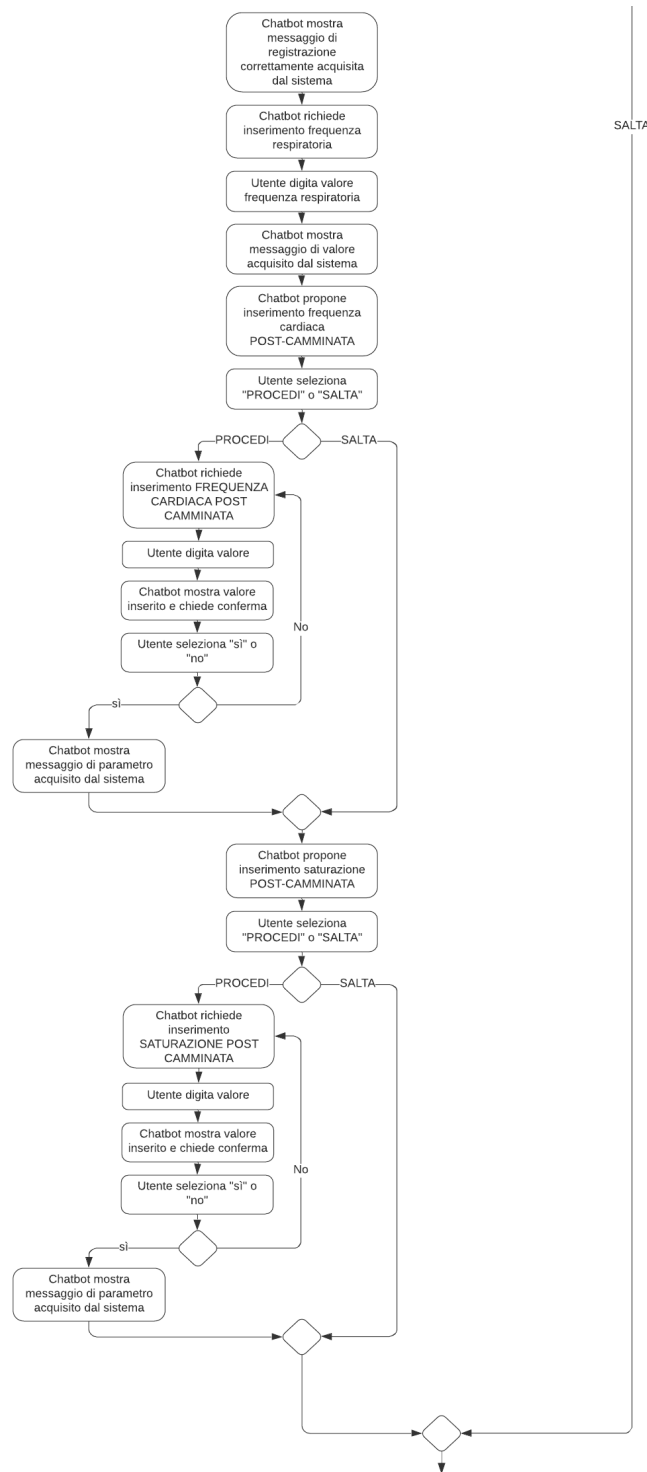 Chatbot mostra
messaggio di
registrazione
correttamente acquisita
dal sistema
SALTA
Chatbot richiede
inserimento frequenza
respiratoria
Utente digita valore
frequenza respiratoria
Chatbot mostra
messaggio di valore
acquisito dal sistema
Chatbot propone
inserimento frequenza
cardiaca
POST-CAMMINATA
Utente seleziona
"PROCEDI" o "SALTA"
PROCEDI
SALTA
Chatbot richiede
inserimento FREQUENZA
CARDIACA POST
CAMMINATA
Utente digita valore
Chatbot mostra valore
inserito e chiede conferma
No
Utente seleziona "sì" o
"no"
sì
Chatbot mostra
messaggio di parametro
acquisito dal sistema
Chatbot propone
inserimento saturazione
POST-CAMMINATA
Utente seleziona
"PROCEDI" o "SALTA"
PROCEDI
SALTA
Chatbot richiede
inserimento
SATURAZIONE POST
CAMMINATA
Utente digita valore
Chatbot mostra valore
inserito e chiede conferma
No
Utente seleziona "sì" o
"no"
sì
Chatbot mostra
messaggio di parametro
acquisito dal sistema